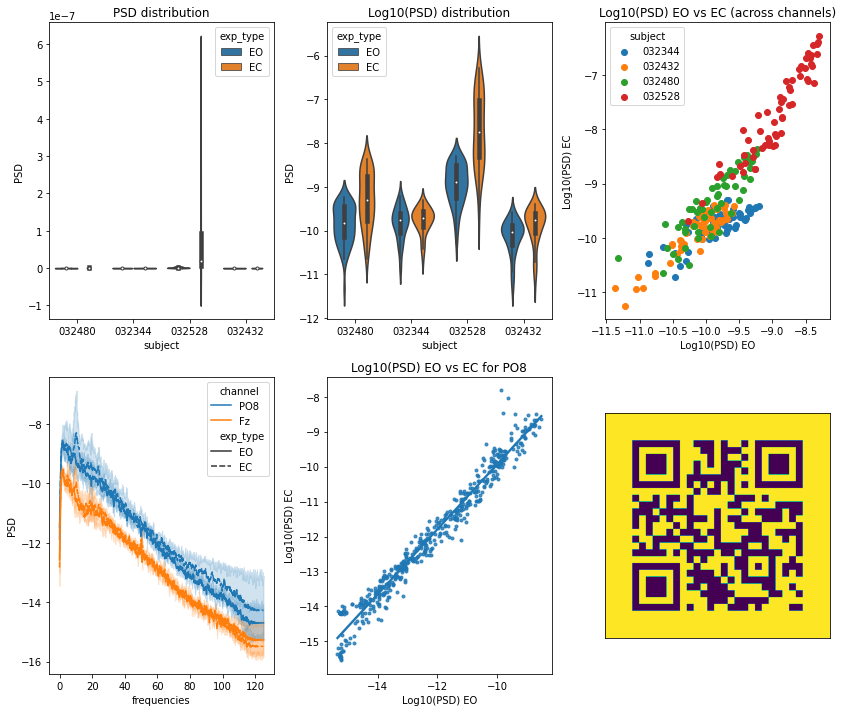 PSD distribution
1e−7
PSD
6
5
4
3
2
1
0
−1
exp_type
EO
EC
032480 032344 032528 032432
subject
Log10(PSD) distribution
PSD
−6
−7
−8
−9
−10
−11
−12
exp_type
EO
EC
032480 032344 032528 032432
subject
Log10(PSD) EO vs EC (across channels)
Log10(PSD) EC
−7
−8
−9
−10
−11
subject
032344
032432
032480
032528
−11.5 −11.0 −10.5 −10.0 −9.5 −9.0 −8.5
Log10(PSD) EO
PSD
−8
−10
−12
−14
−16
channel
PO8
Fz
exp_type
EO
EC
0 20 40 60 80 100 120
frequencies
Log10(PSD) EO vs EC for PO8
Log10(PSD) EC
−8
−9
−10
−11
−12
−13
−14
−15
−14 −12 −10
Log10(PSD) EO